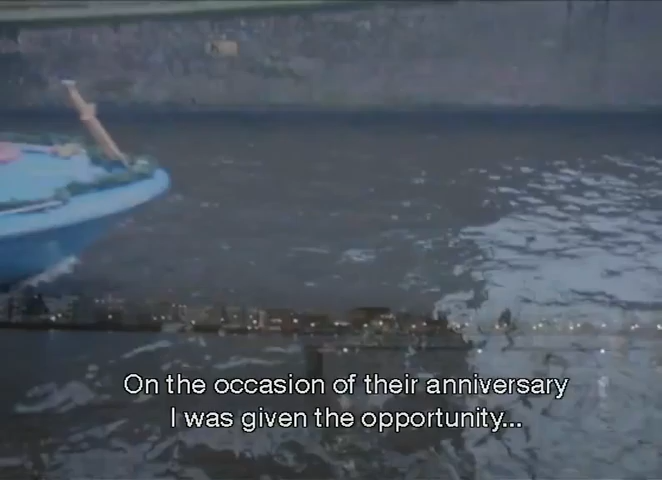 On the occasion of their anniversary
I was given the opportunity...